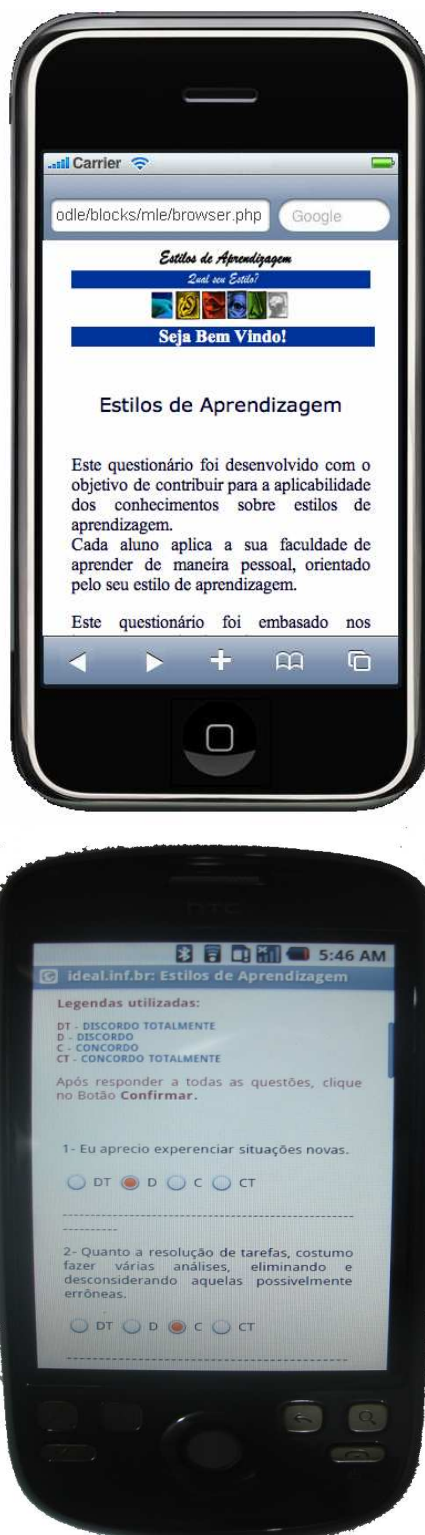 Carrier
odle/blocks/mle/browser.php Google
Estilos de Aprendizagem
Qual seu Estilo?
Seja Bem Vindo!
Estilos de Aprendizagem
Este questionário foi desenvolvido com o
objetivo de contribuir para a aplicabilidade
dos conhecimentos sobre estilos de
aprendizagem.
Cada aluno aplica a sua faculdade de
aprender de maneira pessoal, orientado
pelo seu estilo de aprendizagem.
Este questionário foi embasado nos
HTC
5:46 AM
ideal.inf.br: Estilos de Aprendizagem
Legendas utilizadas:
DT - DISCORDO TOTALMENTE
D - DISCORDO
C - CONCORDO
CT - CONCORDO TOTALMENTE
Após responder a todas as questões, clique
no Botão Confirmar.
1- Eu aprecio experenciar situações novas.
DT D C CT
--------------------------------------------------
----------
2- Quanto a resolução de tarefas, costumo
fazer várias análises, eliminando e
desconsiderando aquelas possivelmente
errôneas.
DT D C CT
--------------------------------------------------